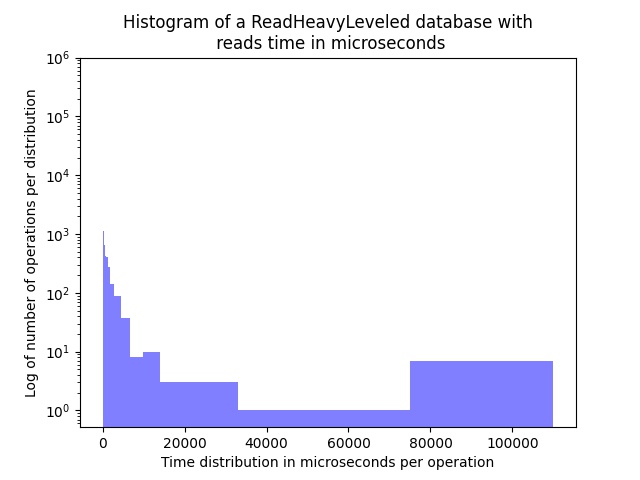 Histogram of a ReadHeavyLeveled database with
reads time in microseconds
Log of number of operations per distribution
10^6
10^5
10^4
10^3
10^2
10^1
10^0
0 20000 40000 60000 80000 100000
Time distribution in microseconds per operation